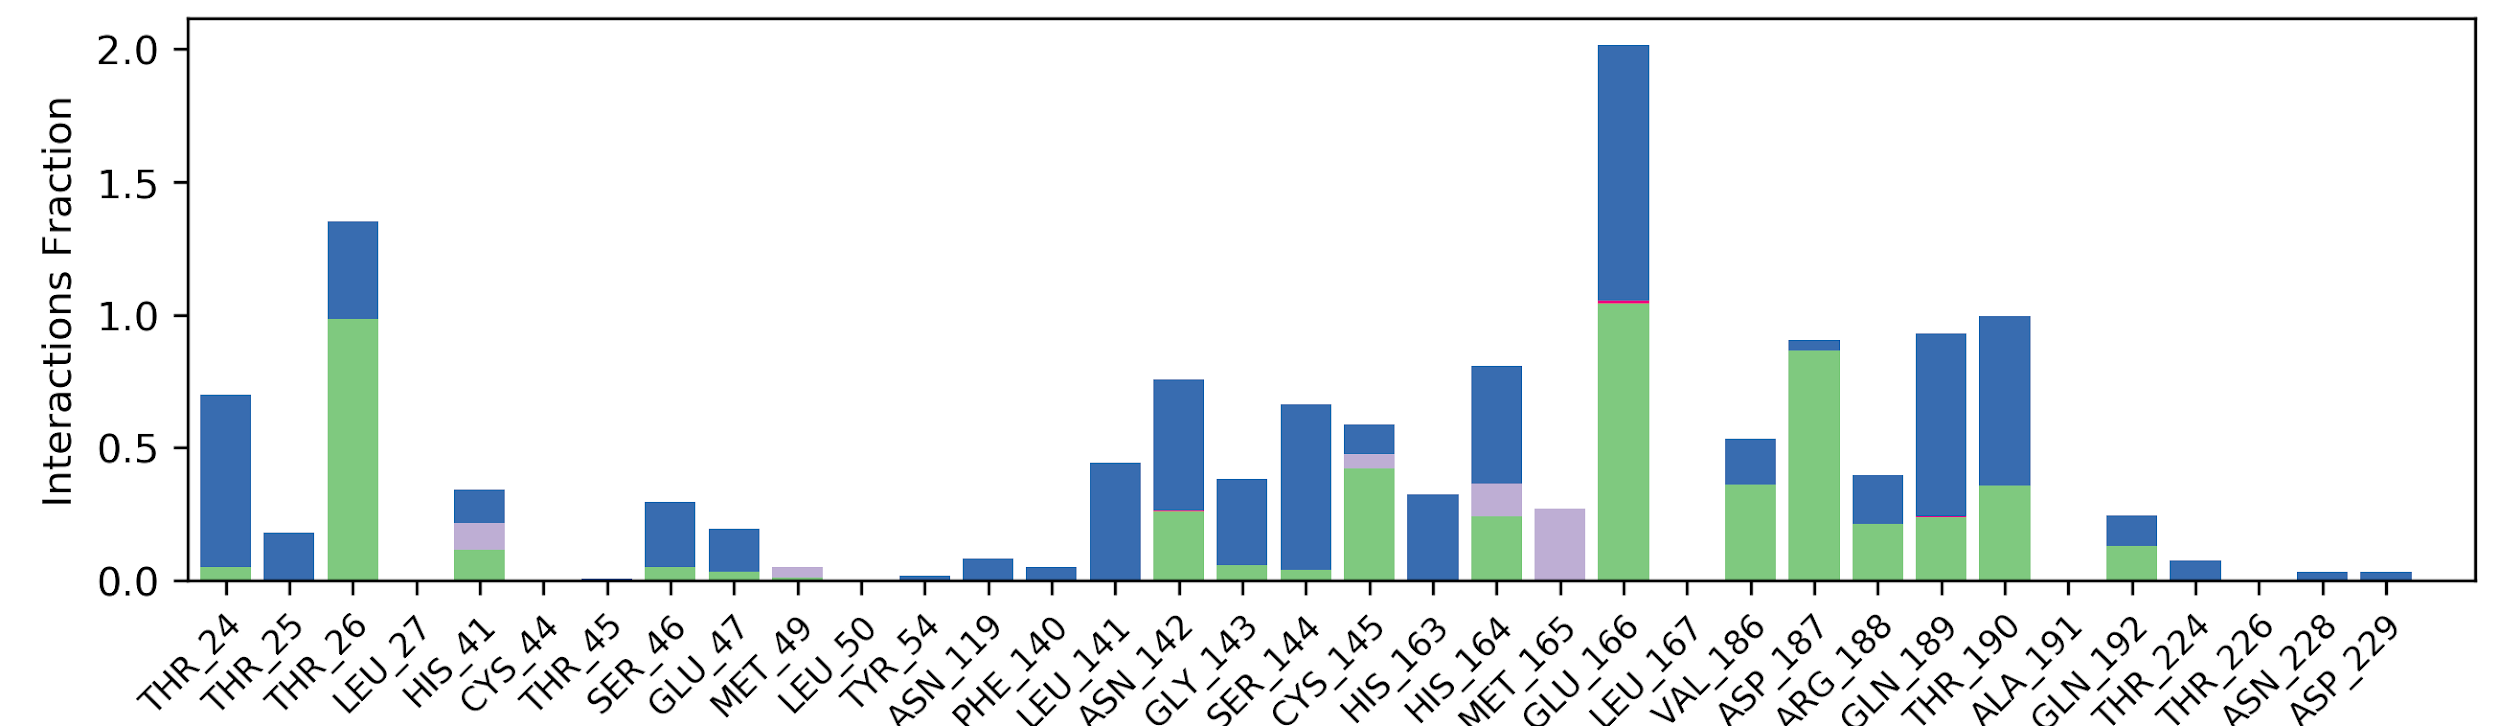 Interactions Fraction
2.0
1.5
1.0
0.5
0.0
THR_24
THR_25
THR_26
LEU_27
HIS_41
CYS_44
THR_45
SER_46
GLU_47
MET_49
LEU_50
TYR_54
ASN_119
PHE_140
LEU_141
ASN_142
GLY_143
SER_144
CYS_145
HIS_163
HIS_164
MET_165
GLU_166
LEU_167
VAL_186
ASP_187
ARG_188
GLN_189
THR_190
ALA_191
GLN_192
THR_224
THR_226
ASN_228
ASP_229